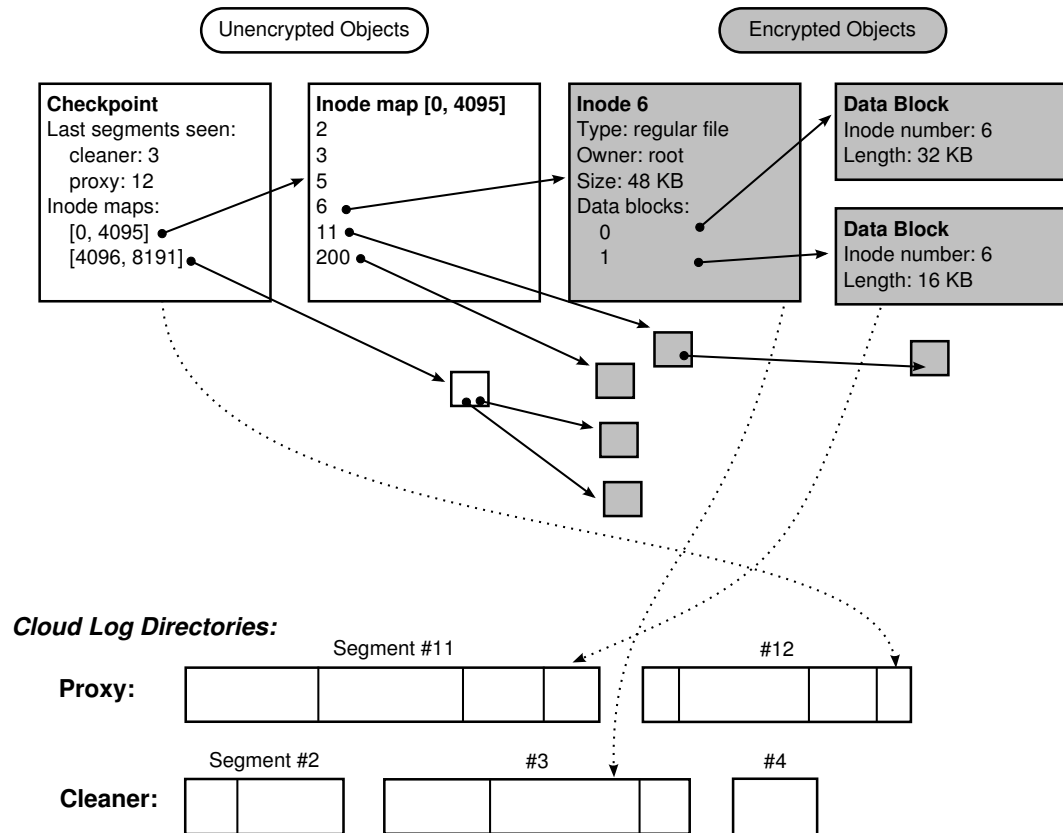 Unencrypted Objects
Encrypted Objects
Checkpoint
Last segments seen:
cleaner: 3
proxy: 12
Inode maps:
[0, 4095]
[4096, 8191]
Inode map [0, 4095]
2
3
5
6
11
200
Inode 6
Type: regular file
Owner: root
Size: 48 KB
Data blocks:
0
1
Data Block
Inode number: 6
Length: 32 KB
Data Block
Inode number: 6
Length: 16 KB
Cloud Log Directories:
Segment #11
#12
Proxy:
Segment #2
#3
#4
Cleaner: